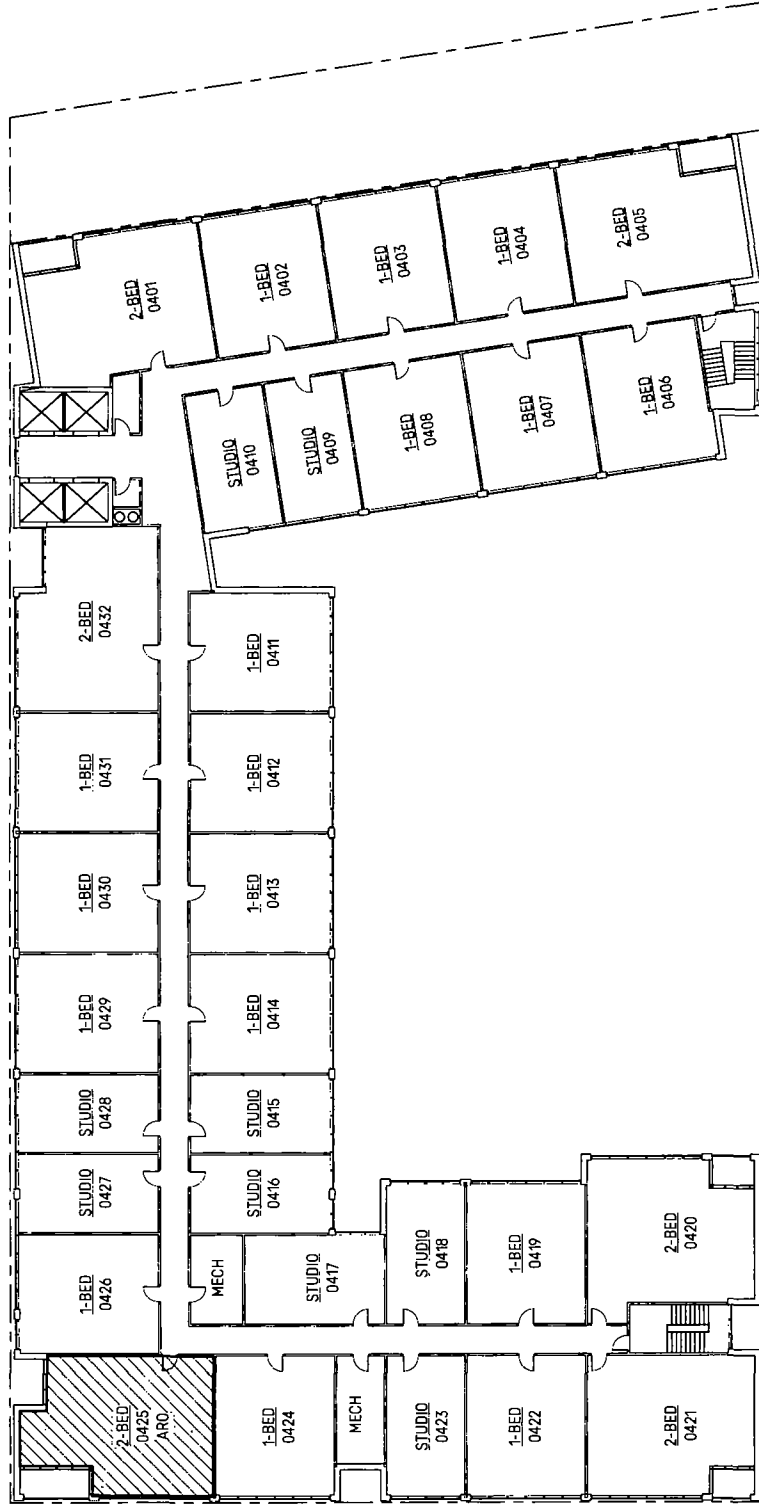 2-BED
0401
1-BED
0402
1-BED
0403
1-BED
0404
2-BED
0405
1-BED
0406
1-BED
0407
1-BED
0408
STUDIO
0409
STUDIO
0410
1-BED
0411
1-BED
0412
1-BED
0413
1-BED
0414
STUDIO
0415
STUDIO
0416
MECH
STUDIO
0417
STUDIO
0418
1-BED
0419
2-BED
0420
2-BED
0421
1-BED
0422
STUDIO
0423
MECH
1-BED
0424
2-BED
0425
ARO
1-BED
0426
STUDIO
0427
STUDIO
0428
1-BED
0429
1-BED
0430
1-BED
0431
2-BED
0432